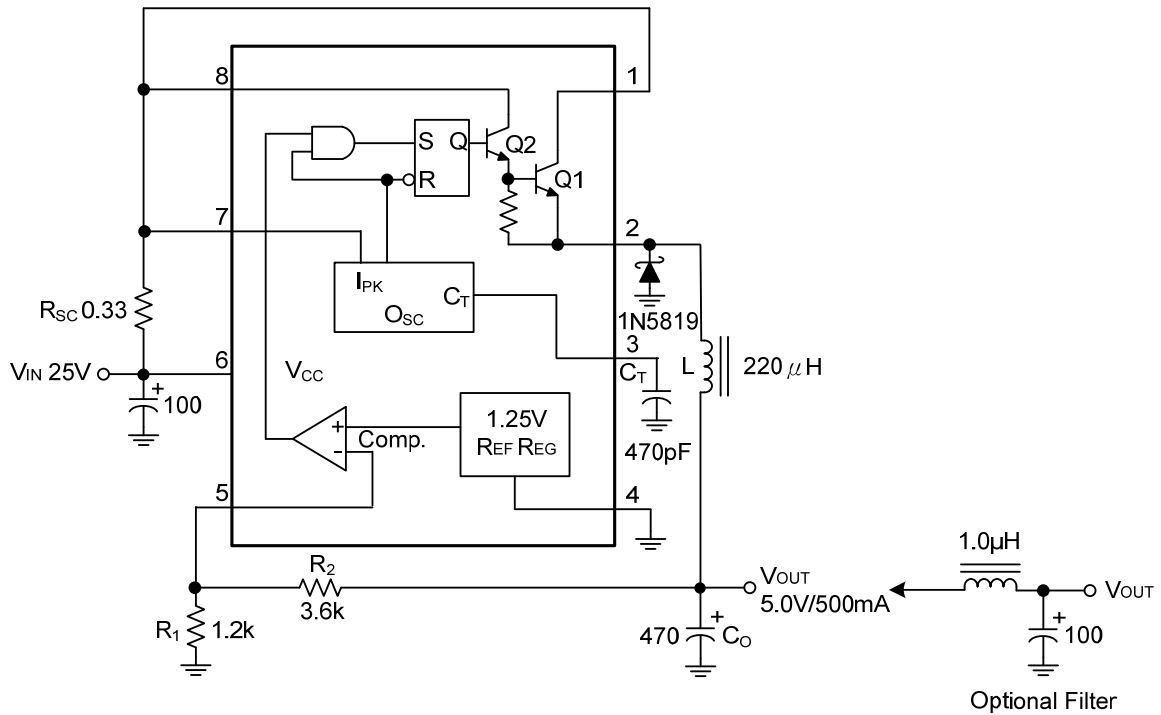 8
1
S Q
Q2
R
Q1
7
2
IPK
CT
OSC
RSC 0.33
1N5819
3
VIN 25V
6
VCC
CT
L
220 μH
+
100
1.25V
REF REG
+
Comp.
-
470pF
5
4
R2
3.6k
1.0μH
VOUT
5.0V/500mA
VOUT
R1 1.2k
470
+
CO
+
100
Optional Filter